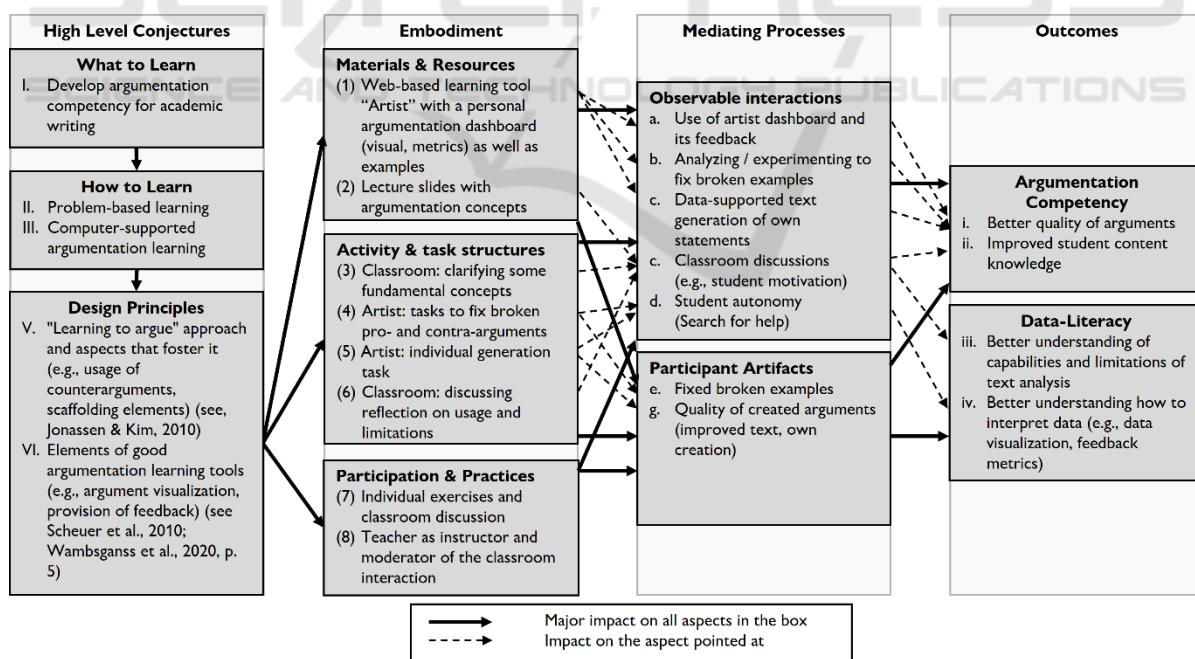 High Level Conjectures
What to Learn
I. Develop argumentation
competency for academic
writing
How to Learn
II. Problem-based learning
III. Computer-supported
argumentation learning
Design Principles
V. "Learning to argue" approach
and aspects that foster it
(e.g., usage of
counterarguments,
scaffolding elements) (see,
Jonassen & Kim, 2010)
VI. Elements of good
argumentation learning tools
(e.g., argument visualization,
provision of feedback) (see
Scheuer et al., 2010;
Wambsganss et al., 2020, p.
5)
Embodiment
Materials & Resources
(1) Web-based learning tool
“Artist” with a personal
argumentation dashboard
(visual, metrics) as well as
examples
(2) Lecture slides with
argumentation concepts
Activity & task structures
(3) Classroom: clarifying some
fundamental concepts
(4) Artist: tasks to fix broken
pro- and contra-arguments
(5) Artist: individual generation
task
(6) Classroom: discussing
reflection on usage and
limitations
Participation & Practices
(7) Individual exercises and
classroom discussion
(8) Teacher as instructor and
moderator of the classroom
interaction
Mediating Processes
Observable interactions
a. Use of artist dashboard and
its feedback
b. Analyzing / experimenting to
fix broken examples
c. Data-supported text
generation of own
statements
c. Classroom discussions
(e.g., student motivation)
d. Student autonomy
(Search for help)
Participant Artifacts
e. Fixed broken examples
g. Quality of created arguments
(improved text, own
creation)
Outcomes
Argumentation
Competency
i. Better quality of arguments
ii. Improved student content
knowledge
Data-Literacy
iii. Better understanding of
capabilities and limitations of
text analysis
iv. Better understanding how to
interpret data (e.g., data
visualization, feedback
metrics)
Major impact on all aspects in the box
Impact on the aspect pointed at
SCIENCE AND TECHNOLOGY PUBLICATIONS